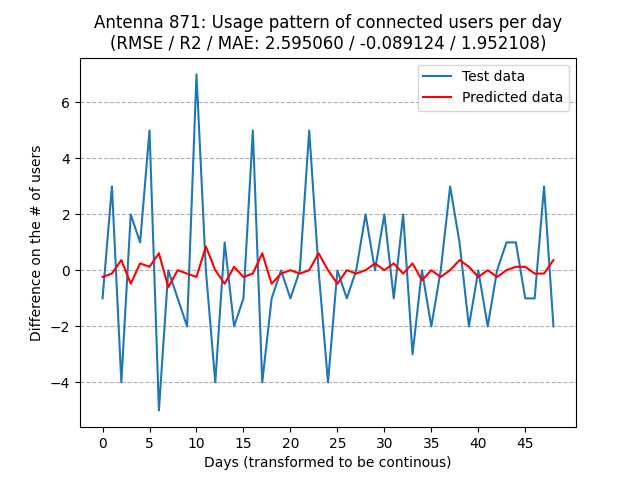 Antenna 871: Usage pattern of connected users per day
(RMSE / R2 / MAE: 2.595060 / -0.089124 / 1.952108)
Test data
Predicted data
6
4
2
0
−2
−4
Difference on the # of users
0 5 10 15 20 25 30 35 40 45
Days (transformed to be continous)